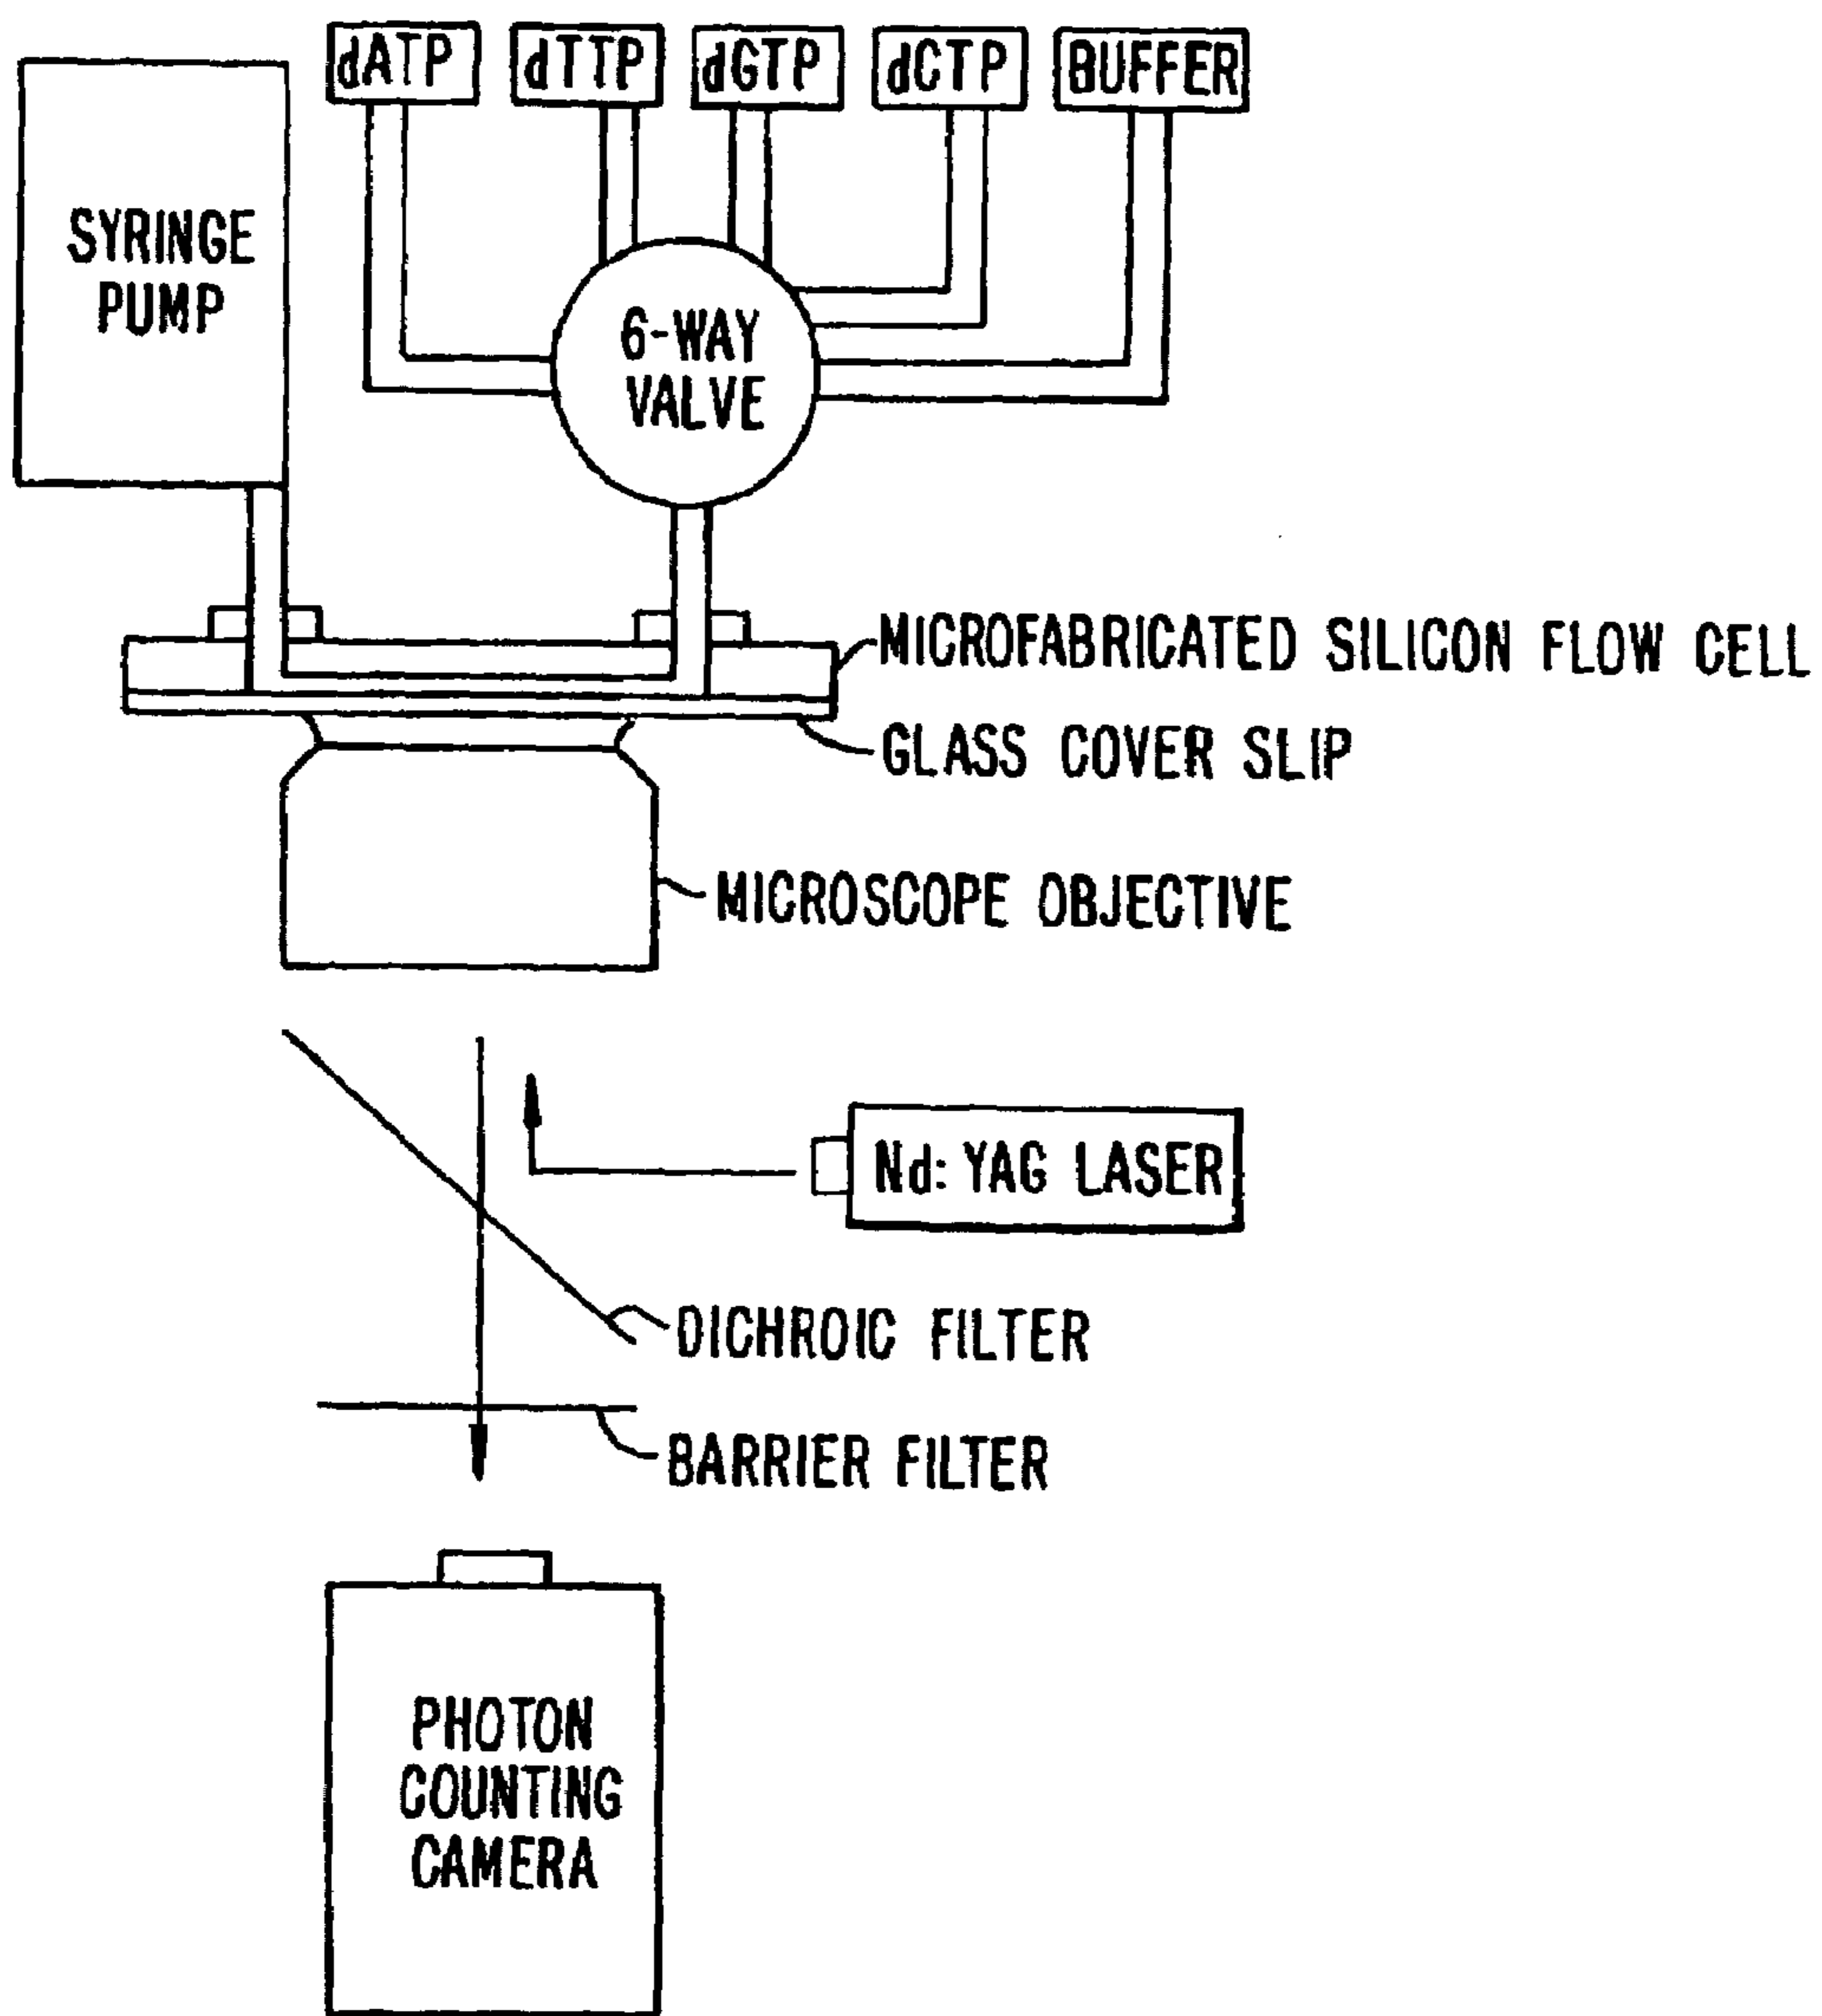 dATP
dTTP
dGTP
dCTP
BUFFER
SYRINGE
PUMP
6-WAY
VALVE
MICROFABRICATED SILICON FLOW CELL
GLASS COVER SLIP
MICROSCOPE OBJECTIVE
Nd: YAG LASER
DICHROIC FILTER
BARRIER FILTER
PHOTON
COUNTING
CAMERA